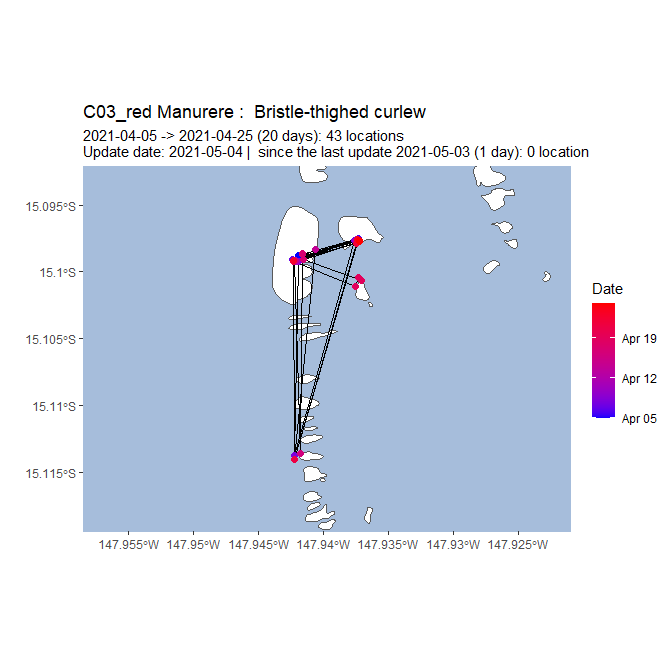 C03_red Manurere :  Bristle-thighed curlew
2021-04-05 -> 2021-04-25 (20 days): 43 locations
Update date: 2021-05-04 |  since the last update 2021-05-03 (1 day): 0 location
15.095°S
15.1°S
15.105°S
15.11°S
15.115°S
147.955°W 147.95°W 147.945°W 147.94°W 147.935°W 147.93°W 147.925°W
Date
Apr 19
Apr 12
Apr 05